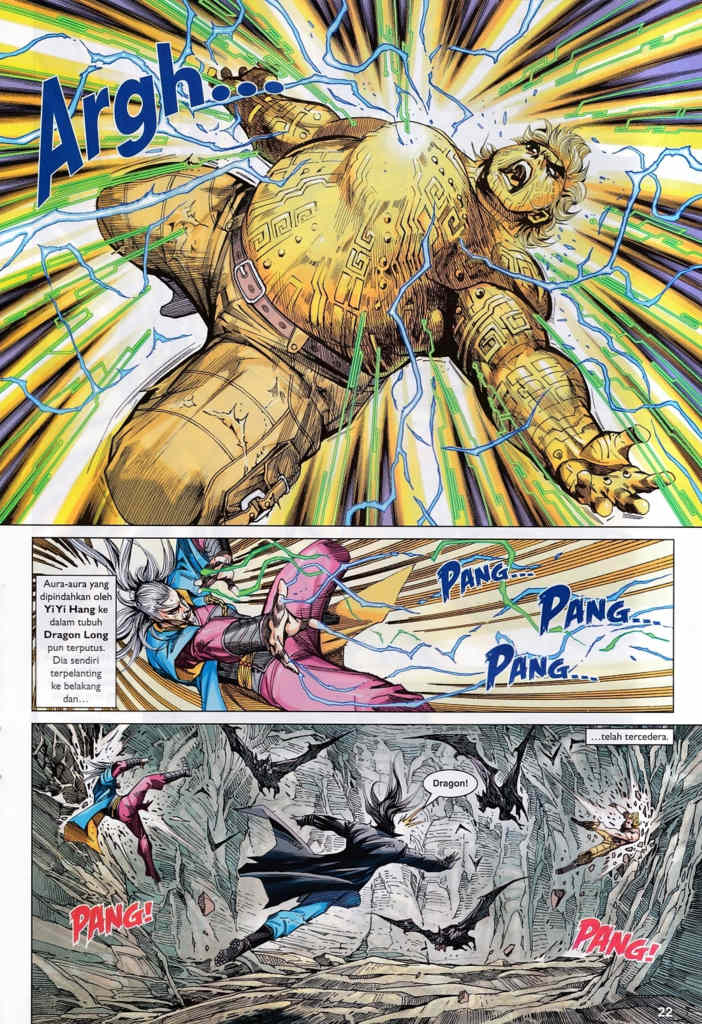 Argh...
Aura-aura yang
dipindahkan oleh
YiYi Hang ke
dalam tubuh
Dragon Long
pun terputus.
Dia sendiri
terpelanting
ke belakang
dan...
PANG...
PANG...
PANG...
...telah tercedera.
Dragon!
PANG!
PANG!
22